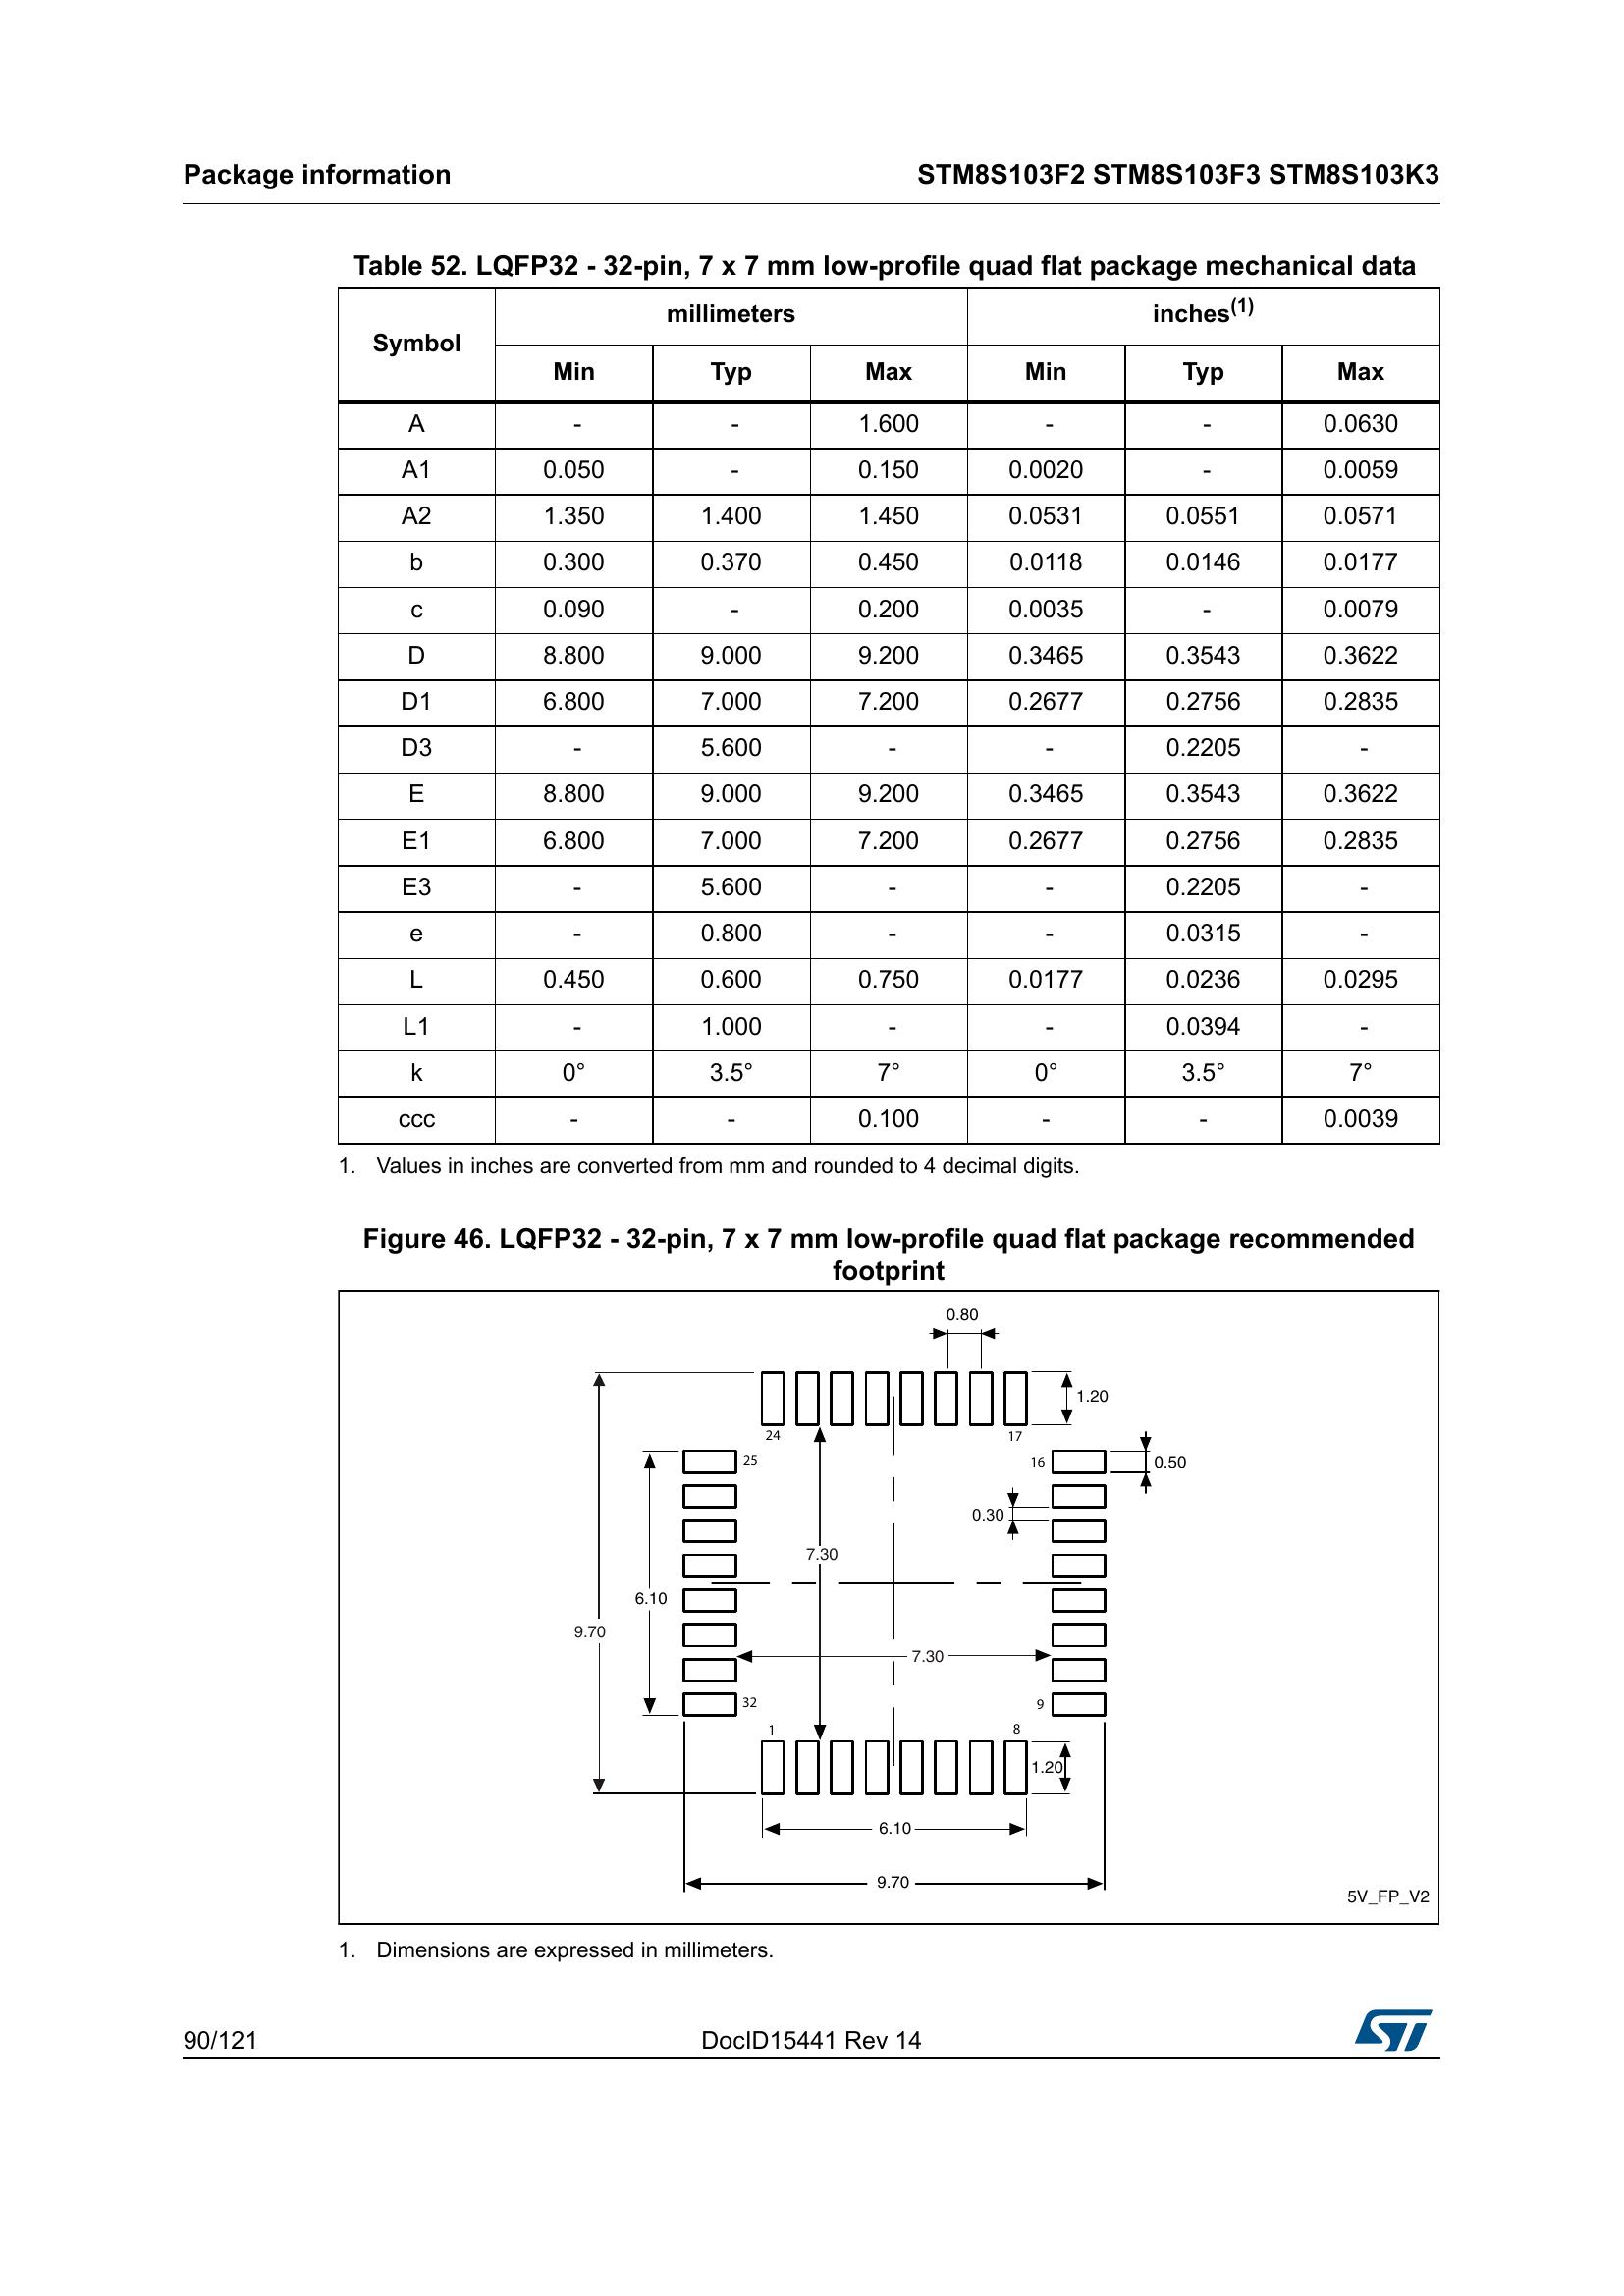 Package information STM8S103F2 STM8S103F3 STM8S103K3
Table 52. LQFP32 - 32-pin, 7 x 7 mm low-profile quad flat package mechanical data
Symbol millimeters inches(1)
Min Typ Max Min Typ Max
A - - 1.600 - - 0.0630
A1 0.050 - 0.150 0.0020 - 0.0059
A2 1.350 1.400 1.450 0.0531 0.0551 0.0571
b 0.300 0.370 0.450 0.0118 0.0146 0.0177
c 0.090 - 0.200 0.0035 - 0.0079
D 8.800 9.000 9.200 0.3465 0.3543 0.3622
D1 6.800 7.000 7.200 0.2677 0.2756 0.2835
D3 - 5.600 - - 0.2205 -
E 8.800 9.000 9.200 0.3465 0.3543 0.3622
E1 6.800 7.000 7.200 0.2677 0.2756 0.2835
E3 - 5.600 - - 0.2205 -
e - 0.800 - - 0.0315 -
L 0.450 0.600 0.750 0.0177 0.0236 0.0295
L1 - 1.000 - - 0.0394 -
k 0° 3.5° 7° 0° 3.5° 7°
ccc - - 0.100 - - 0.0039
1. Values in inches are converted from mm and rounded to 4 decimal digits.
Figure 46. LQFP32 - 32-pin, 7 x 7 mm low-profile quad flat package recommended
footprint
0.80
1.20
24 17
25 16 0.50
0.30
7.30
6.10
9.70
7.30
32 9
1 8
1.20
6.10
9.70
5V_FP_V2
1. Dimensions are expressed in millimeters.
90/121 DocID15441 Rev 14 ST